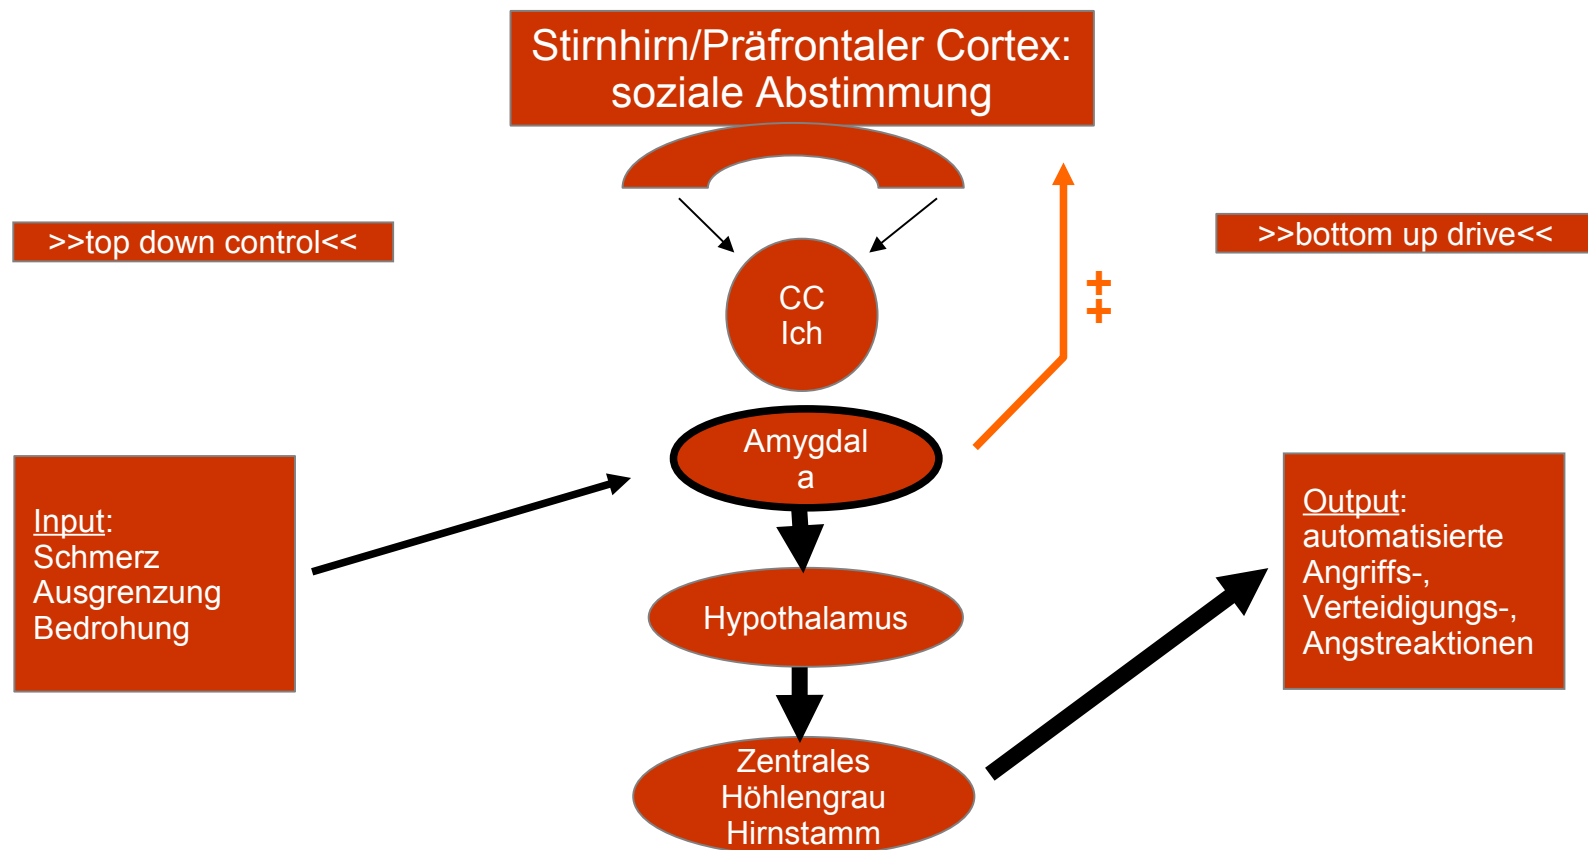 Stirnhirn/Präfrontaler Cortex:
soziale Abstimmung
>>top down control<<
>>bottom up drive<<
CC
Ich
++
Amygdal
a
Input:
Schmerz
Ausgrenzung
Bedrohung
Output:
automatisierte
Angriffs-,
Verteidigungs-,
Angstreaktionen
Hypothalamus
Zentrales
Höhlengrau
Hirnstamm